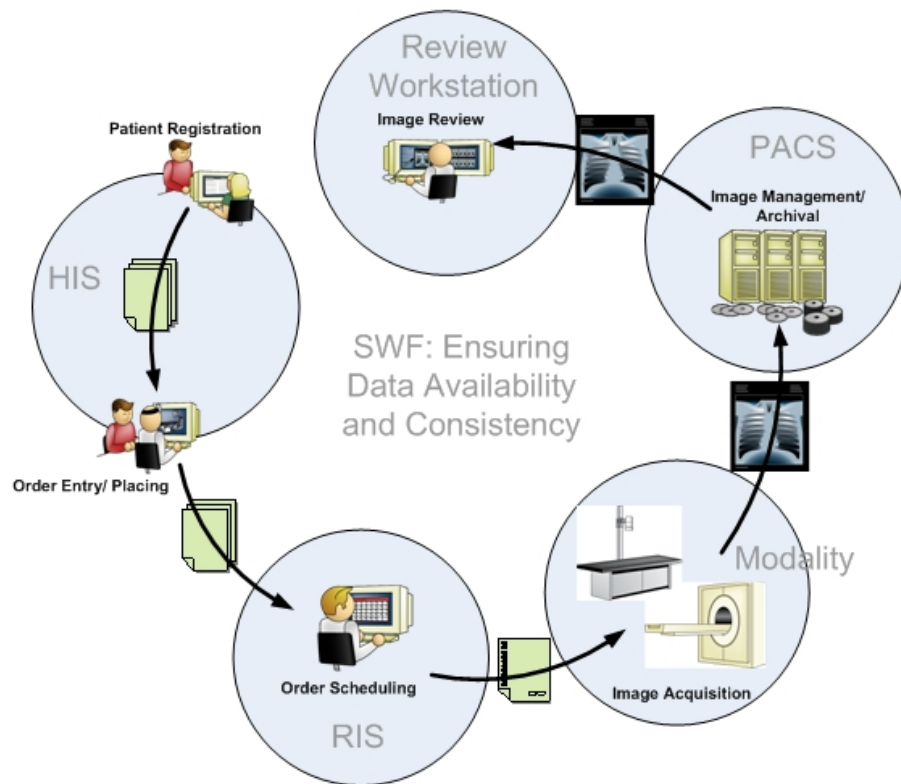 Review
Workstation
Image Review
Patient Registration
PACS
Image Management/
Archival
HIS
SWF: Ensuring
Data Availability
and Consistency
Order Entry/ Placing
Modality
Order Scheduling
Image Acquisition
RIS